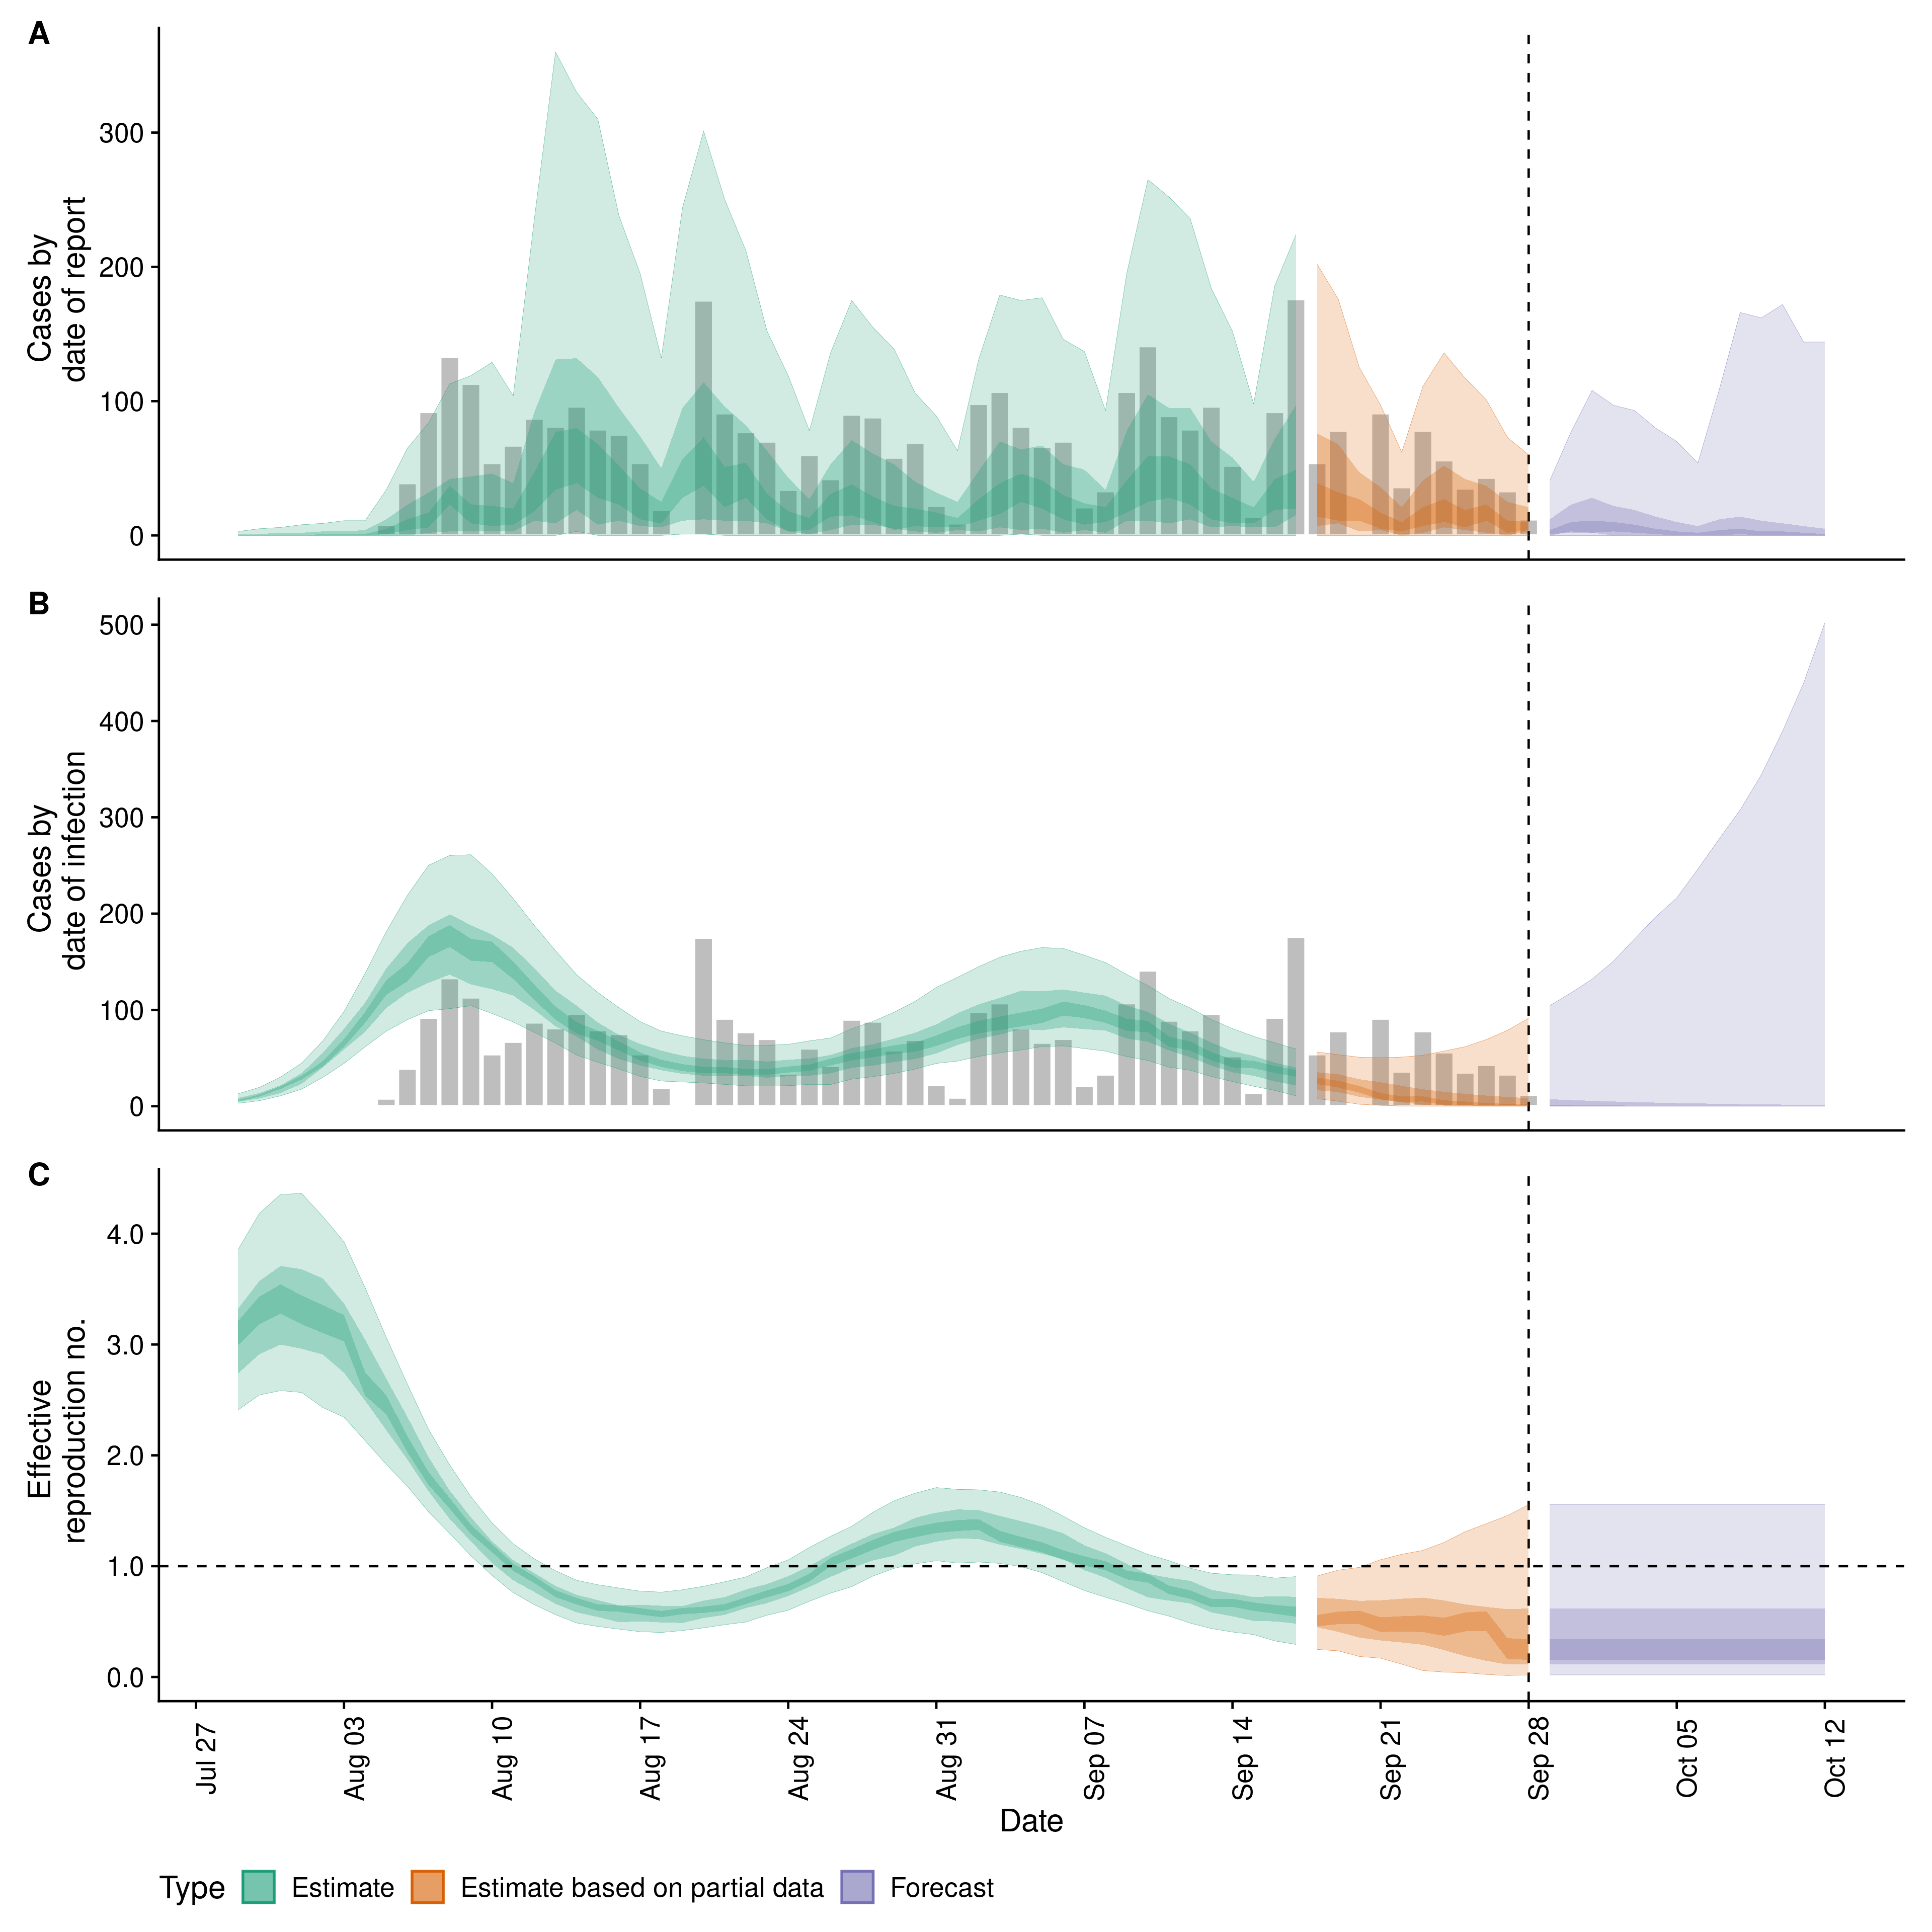 A
Cases by
date of report
300
200
100
0
B
Cases by
date of infection
500
400
300
200
100
0
C
Effective
reproduction no.
4.0
3.0
2.0
1.0
0.0
Jul 27
Aug 03
Aug 10
Aug 17
Aug 24
Aug 31
Sep 07
Sep 14
Sep 21
Sep 28
Oct 05
Oct 12
Date
Type Estimate Estimate based on partial data Forecast